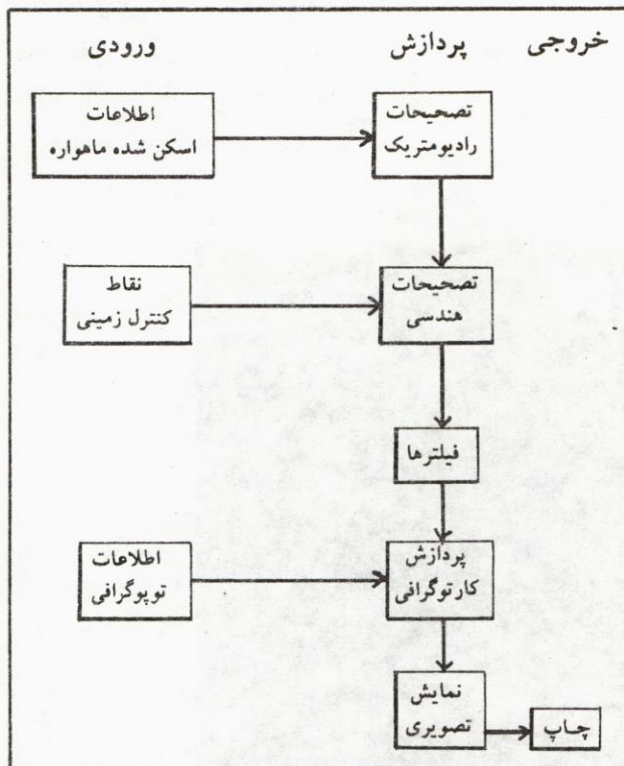 خروجی
پردازش
ورودی
تصحیحات
رادیومتریک
اطلاعات
اسکن شده ماهواره
تصحیحات
هندسی
نقاط
کنترل زمینی
فیلترها
پردازش
کارتوگرافی
اطلاعات
توپوگرافی
نمایش
تصویری
چاپ